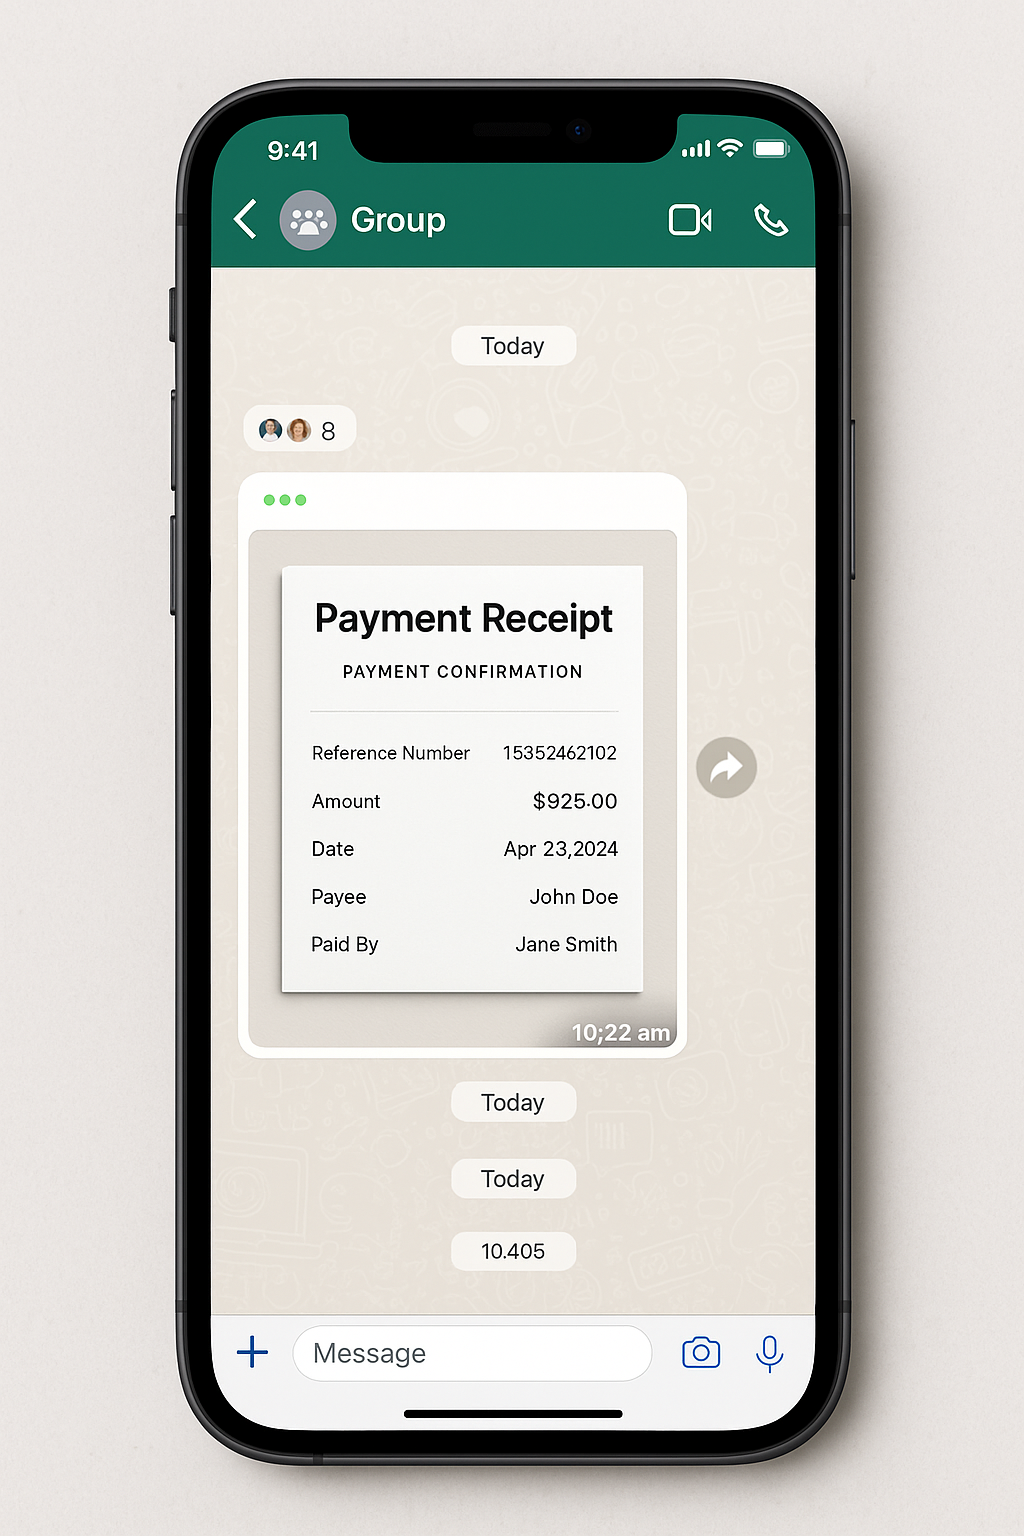 9:41
Group
Today
8
Payment Receipt
PAYMENT CONFIRMATION
Reference Number 15352462102
Amount $925.00
Date Apr 23,2024
Payee John Doe
Paid By Jane Smith
10;22 am
Today
Today
10.405
Message